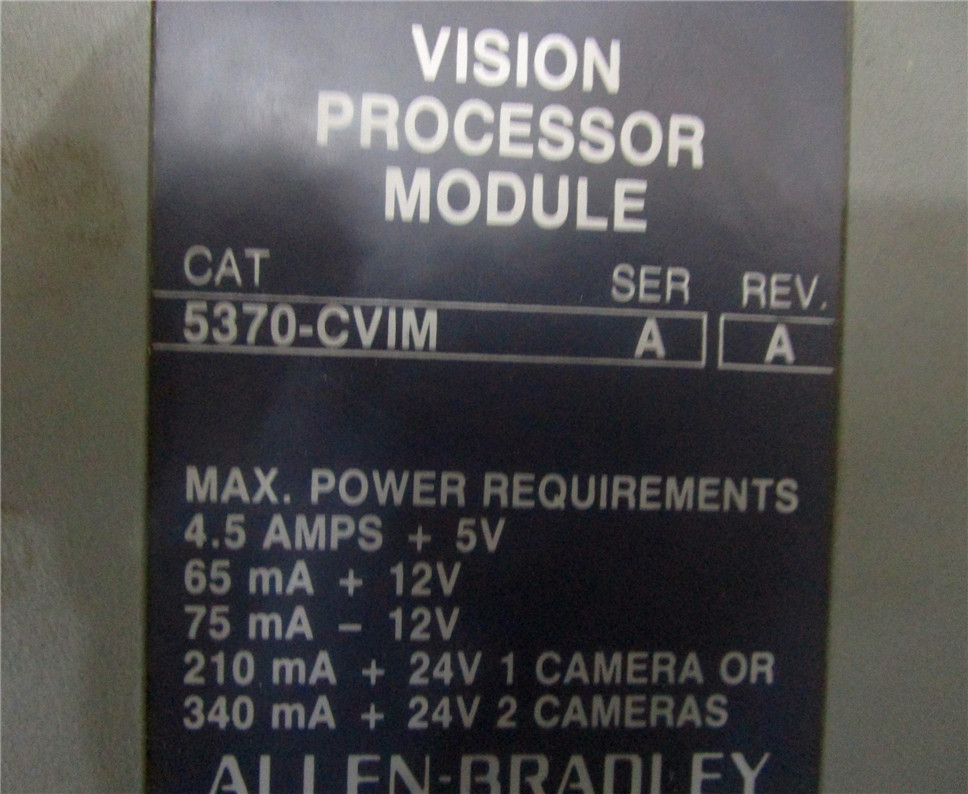 VISION
PROCESSOR
MODULE
CAT SER REV.
5370-CVIM A A
MAX. POWER REQUIREMENTS
4.5 AMPS + 5V
65 mA + 12V
75 mA - 12V
210 mA + 24V 1 CAMERA OR
340 mA + 24V 2 CAMERAS
ALLEN-BRADLEY